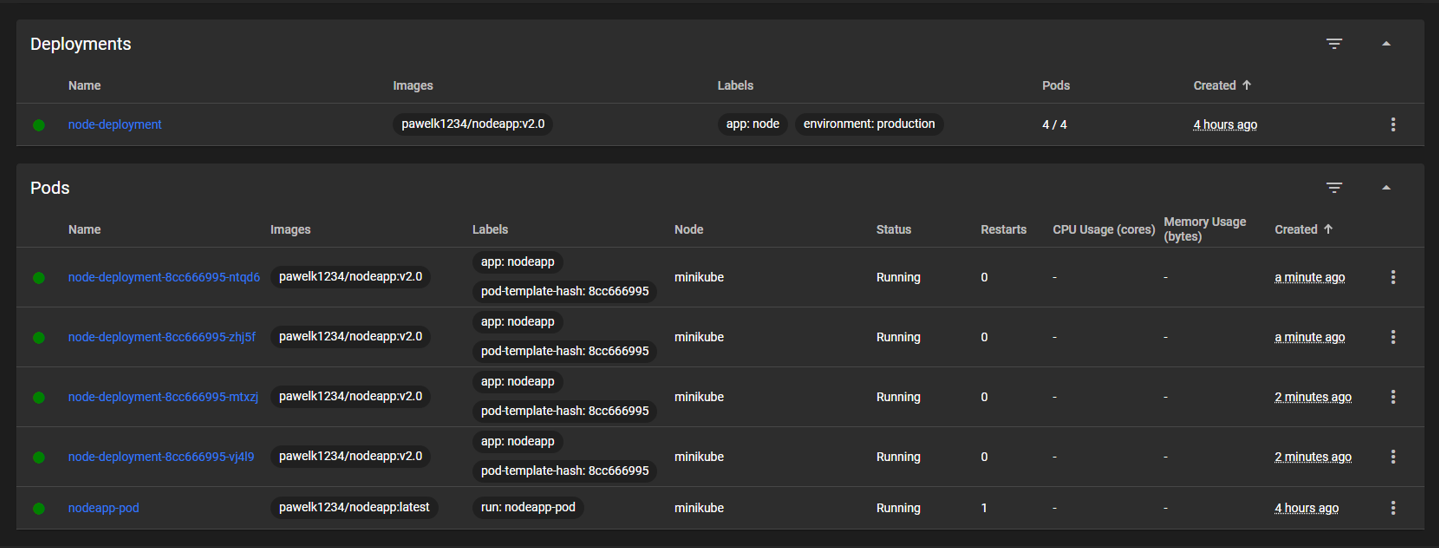 Deployments
Name Images Labels Pods Created
node-deployment pawelk1234/nodeapp:v2.0 app: node environment: production 4 / 4 4 hours ago
Pods
Name Images Labels Node Status Restarts CPU Usage (cores) Memory Usage (bytes) Created
node-deployment-8cc666995-ntqd6 pawelk1234/nodeapp:v2.0 app: nodeapp minikube Running 0 - - a minute ago
pod-template-hash: 8cc666995
node-deployment-8cc666995-zhj5f pawelk1234/nodeapp:v2.0 app: nodeapp minikube Running 0 - - a minute ago
pod-template-hash: 8cc666995
node-deployment-8cc666995-mtxzj pawelk1234/nodeapp:v2.0 app: nodeapp minikube Running 0 - - 2 minutes ago
pod-template-hash: 8cc666995
node-deployment-8cc666995-vj4l9 pawelk1234/nodeapp:v2.0 app: nodeapp minikube Running 0 - - 2 minutes ago
pod-template-hash: 8cc666995
nodeapp-pod pawelk1234/nodeapp:latest run: nodeapp-pod minikube Running 1 - - 4 hours ago